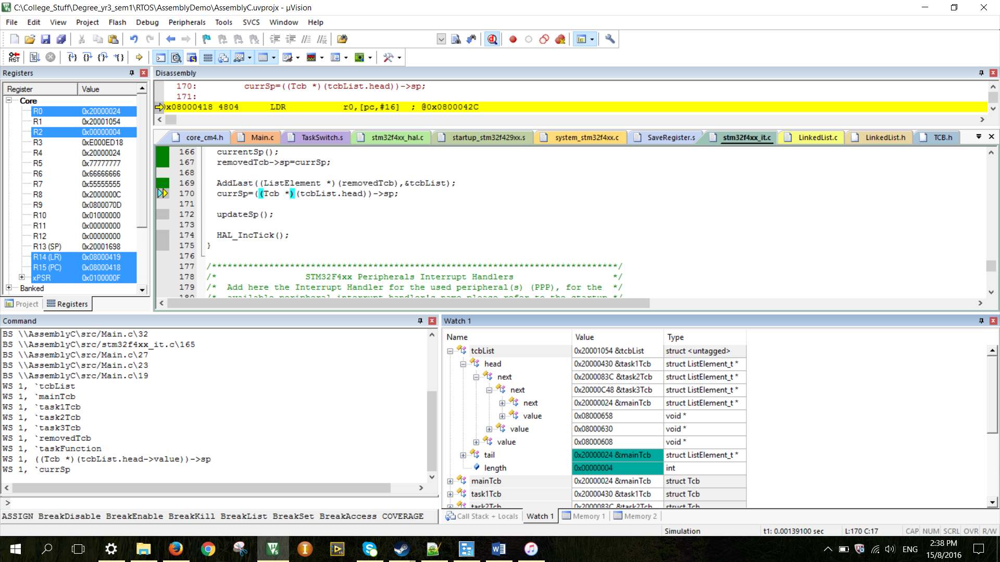 C:\College_Stuff\Degree_yr3_sem1\RTOS\AssemblyDemo\AssemblyC.uvprojx - µVision
File Edit View Project Flash Debug Peripherals Tools SVCS Window Help
Registers
Register Value
Core
R0 0x20000024
R1 0x20001054
R2 0x00000004
R3 0xE000ED18
R4 0x20000024
R5 0x77777777
R6 0x66666666
R7 0x55555555
R8 0x2000000C
R9 0x0800070D
R10 0x01000000
R11 0x00000000
R12 0x00000000
R13 (SP) 0x20001698
R14 (LR) 0x08000419
R15 (PC) 0x08000418
xPSR 0x0100000F
Banked
Project Registers
Disassembly
170: currSp=((Tcb *)(tcbList.head))->sp;
171:
0x08000418 4804 LDR r0,[pc,#16] ; @0x0800042C
core_cm4.h Main.c TaskSwitch.s stm32f4xx_hal.c startup_stm32f429xx.s system_stm32f4xx.c SaveRegister.s stm32f4xx_it.c LinkedList.c LinkedList.h TCB.h
166 currentSp();
167 removedTcb->sp=currSp;
168
169 AddLast((ListElement *)(removedTcb),&tcbList);
170 currSp=((Tcb *)(tcbList.head))->sp;
171
172 updateSp();
173
174 HAL_IncTick();
175 }
176
177 /******************************************************************************/
178 /* STM32F4xx Peripherals Interrupt Handlers */
179 /* Add here the Interrupt Handler for the used peripheral(s) (PPP), for the */
180 /* available peripheral interrupt handler's name please refer to the startup */
Command
BS \\AssemblyC\src/Main.c\32
BS \\AssemblyC\src/stm32f4xx_it.c\165
BS \\AssemblyC\src/Main.c\27
BS \\AssemblyC\src/Main.c\23
BS \\AssemblyC\src/Main.c\19
WS 1, `tcbList
WS 1, `mainTcb
WS 1, `task1Tcb
WS 1, `task2Tcb
WS 1, `task3Tcb
WS 1, `removedTcb
WS 1, `taskFunction
WS 1, ((Tcb *)(tcbList.head->value))->sp
WS 1, `currSp
>
ASSIGN BreakDisable BreakEnable BreakKill BreakList BreakSet BreakAccess COVERAGE
Watch 1
Name Value Type
tcbList 0x20001054 &tcbList struct <untagged>
head 0x20000430 &task1Tcb struct ListElement_t *
next 0x2000083C &task2Tcb struct ListElement_t *
next 0x20000C48 &task3Tcb struct ListElement_t *
next 0x20000024 &mainTcb struct ListElement_t *
value 0x08000658 void *
value 0x08000630 void *
value 0x08000608 void *
tail 0x20000024 &mainTcb struct ListElement_t *
length 0x00000004 int
mainTcb 0x20000024 &mainTcb struct Tcb
task1Tcb 0x20000430 &task1Tcb struct Tcb
task2Tcb 0x2000083C &task2Tcb struct Tcb
Call Stack + Locals Watch 1 Memory 1 Memory 2
Simulation t1: 0.00139100 sec L:170 C:17 CAP NUM SCRL OVR R/W
ENG
2:38 PM
15/8/2016